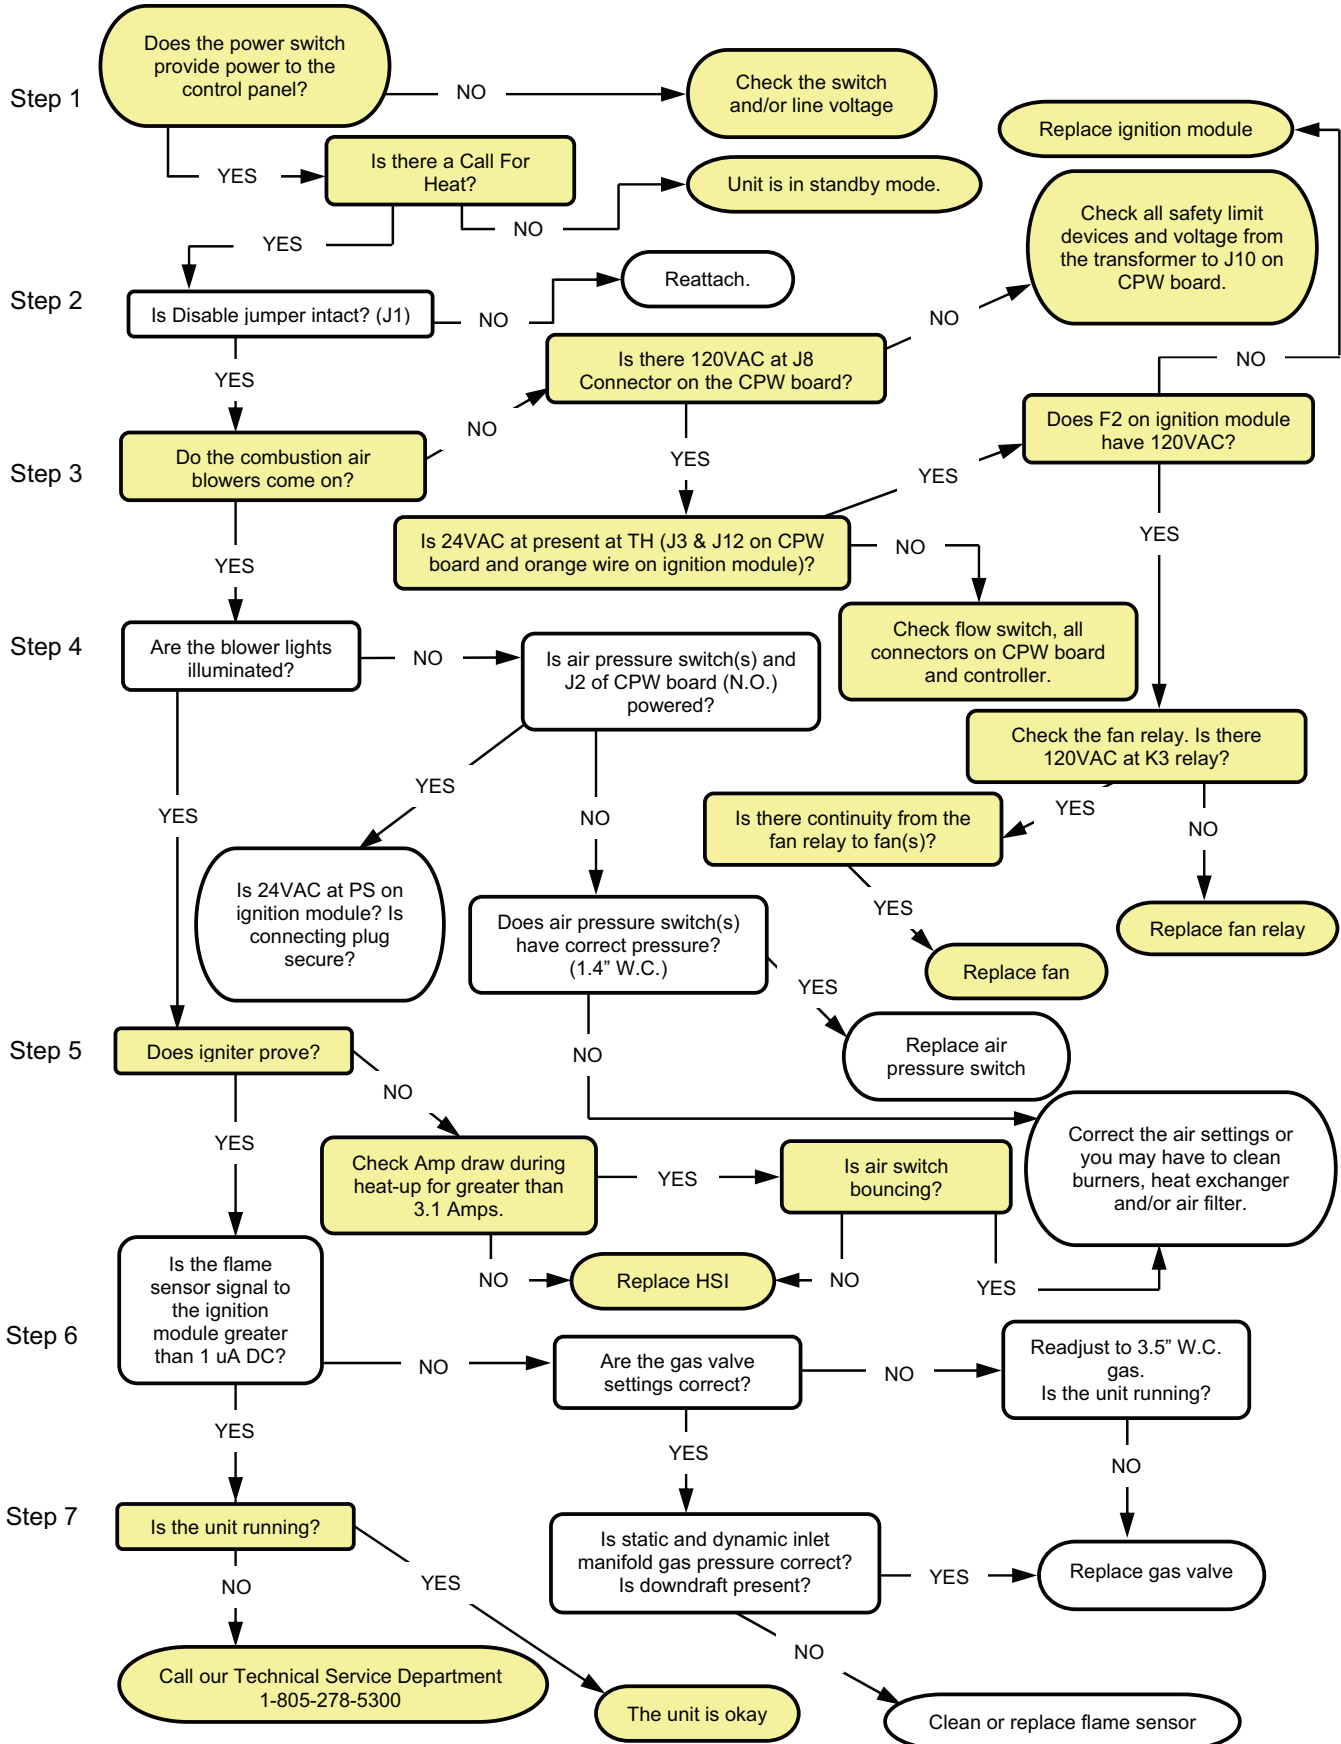 Does the power switch
provide power to the
control panel?
Step 1
NO
Check the switch
and/or line voltage
Replace ignition module
YES
Is there a Call For
Heat?
NO
Unit is in standby mode.
Check all safety limit
devices and voltage from
the transformer to J10 on
CPW board.
YES
Step 2
Is Disable jumper intact? (J1)
NO
Reattach.
YES
Is there 120VAC at J8
Connector on the CPW board?
NO
NO
Step 3
Do the combustion air
blowers come on?
NO
YES
YES
Does F2 on ignition module
have 120VAC?
YES
Is 24VAC at present at TH (J3 & J12 on CPW
board and orange wire on ignition module)?
NO
YES
Check flow switch, all
connectors on CPW board
and controller.
Step 4
Are the blower lights
illuminated?
NO
Is air pressure switch(s) and
J2 of CPW board (N.O.)
powered?
Check the fan relay. Is there
120VAC at K3 relay?
YES
YES
NO
Is there continuity from the
fan relay to fan(s)?
YES
NO
Is 24VAC at PS on
ignition module? Is
connecting plug
secure?
Does air pressure switch(s)
have correct pressure?
(1.4” W.C.)
YES
Replace fan
Replace fan relay
YES
Replace air
pressure switch
Step 5
Does igniter prove?
NO
NO
YES
Check Amp draw during
heat-up for greater than
3.1 Amps.
YES
Is air switch
bouncing?
Correct the air settings or
you may have to clean
burners, heat exchanger
and/or air filter.
NO
Replace HSI
NO
YES
Step 6
Is the flame
sensor signal to
the ignition
module greater
than 1 uA DC?
NO
Are the gas valve
settings correct?
NO
Readjust to 3.5” W.C.
gas.
Is the unit running?
YES
YES
NO
Step 7
Is the unit running?
NO
YES
Is static and dynamic inlet
manifold gas pressure correct?
Is downdraft present?
YES
Replace gas valve
NO
Call our Technical Service Department
1-805-278-5300
The unit is okay
Clean or replace flame sensor